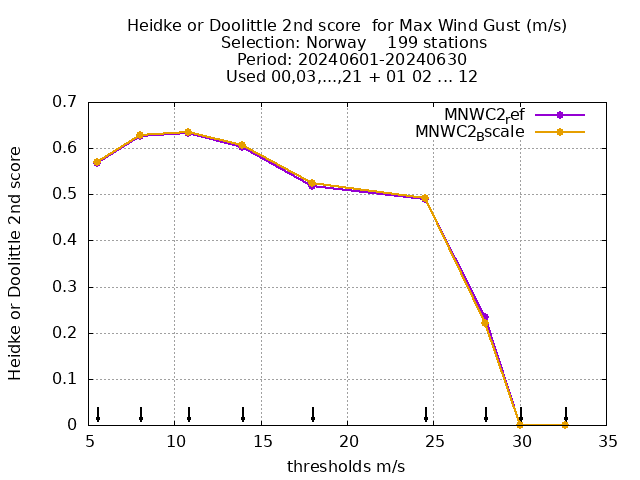 Heidke or Doolittle 2nd score  for Max Wind Gust (m/s)
Selection: Norway    199 stations
Period: 20240601-20240630
Used 00,03,...,21 + 01 02 ... 12
MNWC2_ref
MNWC2_Bscale
Heidke or Doolittle 2nd score
0.7
0.6
0.5
0.4
0.3
0.2
0.1
0
5 10 15 20 25 30 35
thresholds m/s